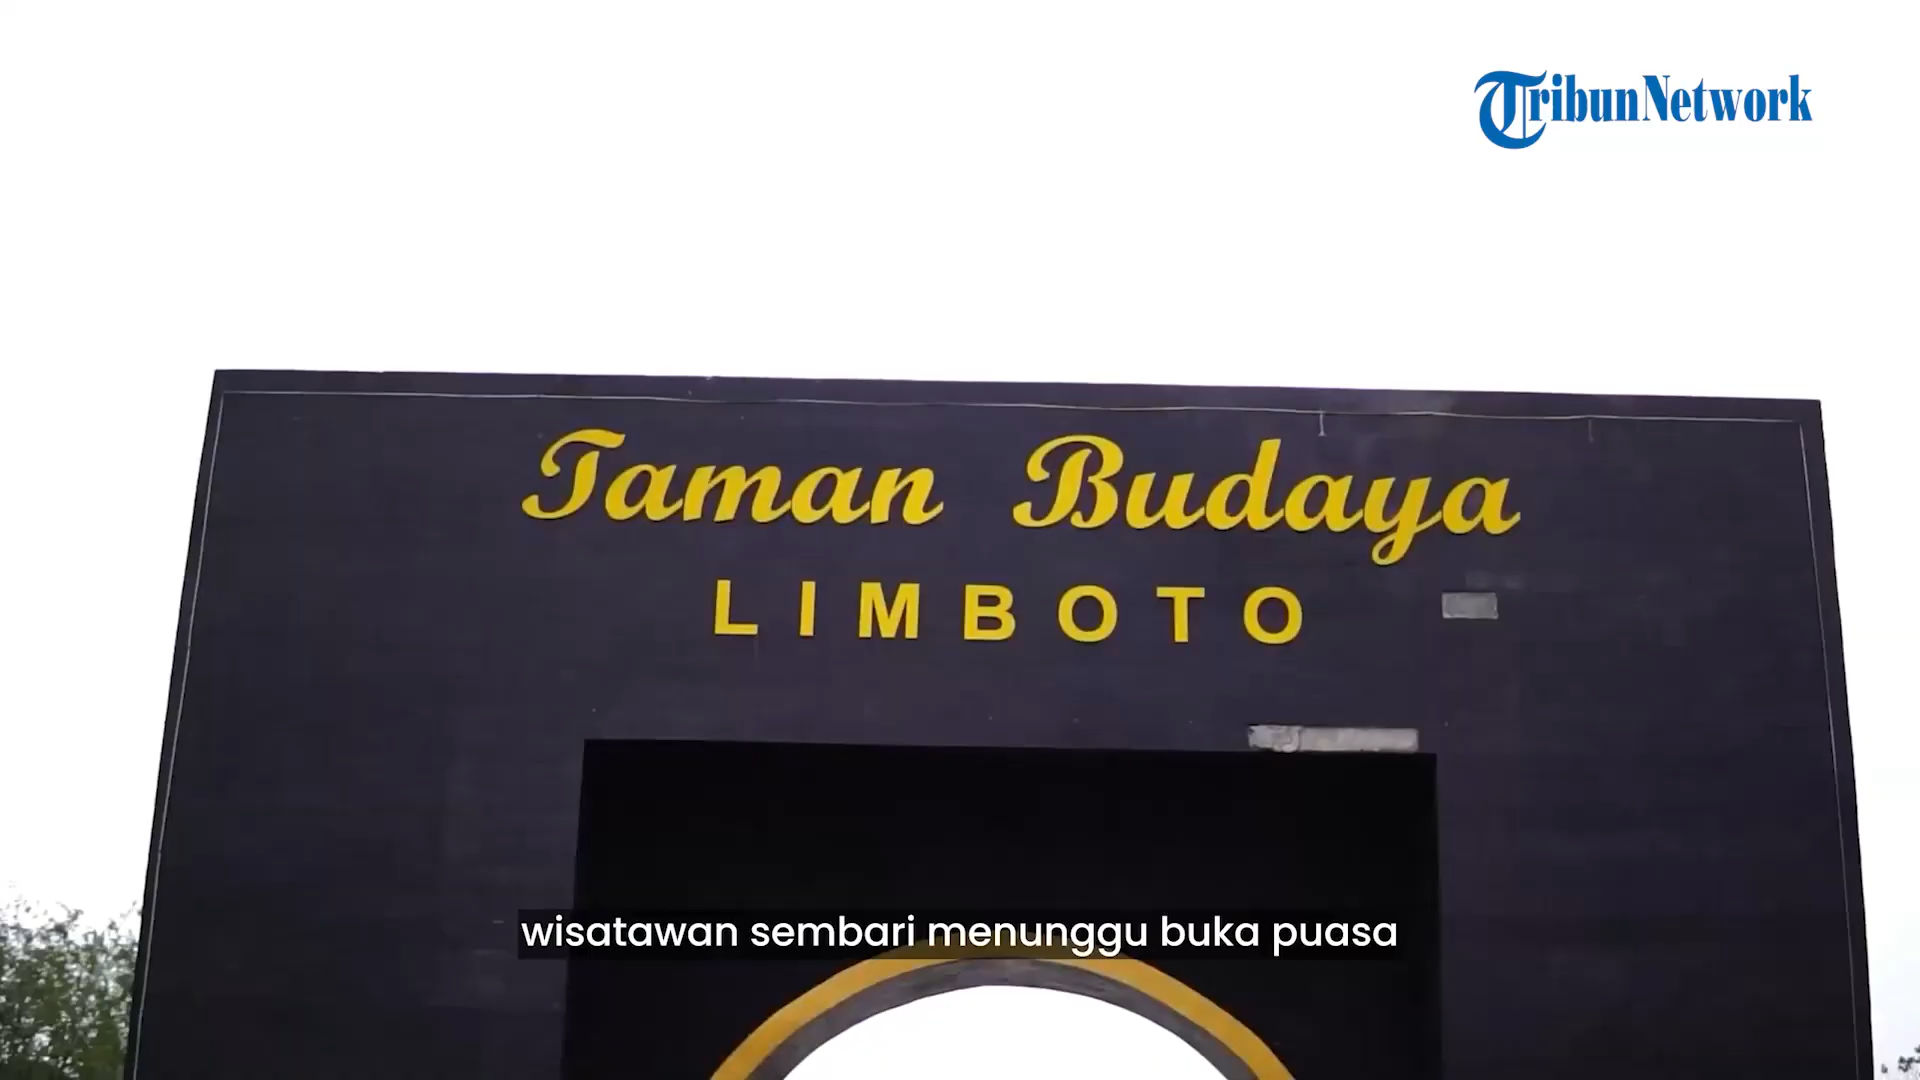 TribunNetwork
Taman Budaya
LIMBOTO
wisatawan sembari menunggu buka puasa